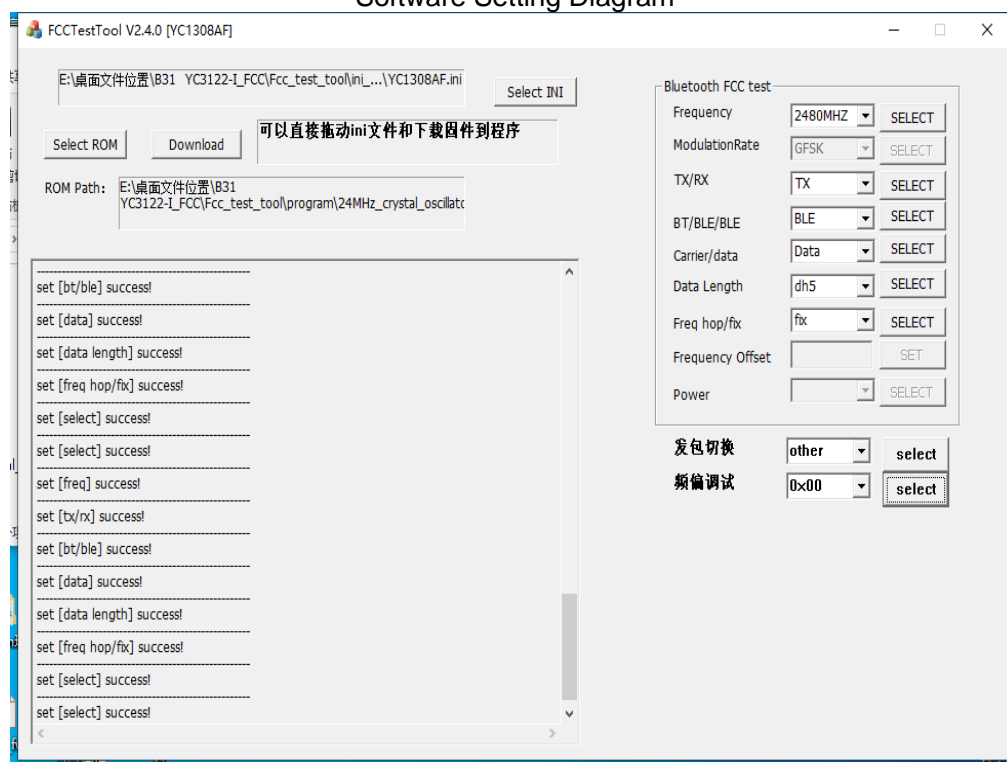 Software Setting Diagram
FCCTestTool V2.4.0 [YC1308AF]
E:\桌面文件位置\B31 YC3122-I_FCC\Fcc_test_tool\ini_...\YC1308AF.ini
Select INI
Select ROM
Download
可以直接拖动ini文件和下载固件到程序
ROM Path:
E:\桌面文件位置\B31
YC3122-I_FCC\Fcc_test_tool\program\24MHz_crystal_oscillatc
set [bt/ble] success!
set [data] success!
set [data length] success!
set [freq hop/fix] success!
set [select] success!
set [select] success!
set [freq] success!
set [tx/rx] success!
set [bt/ble] success!
set [data] success!
set [data length] success!
set [freq hop/fix] success!
set [select] success!
set [select] success!
Bluetooth FCC test
Frequency 2480MHZ SELECT
ModulationRate GFSK SELECT
TX/RX TX SELECT
BT/BLE/BLE BLE SELECT
Carrier/data Data SELECT
Data Length dh5 SELECT
Freq hop/fix fix SELECT
Frequency Offset SET
Power SELECT
发包切换 other select
频偏调试 0x00 select